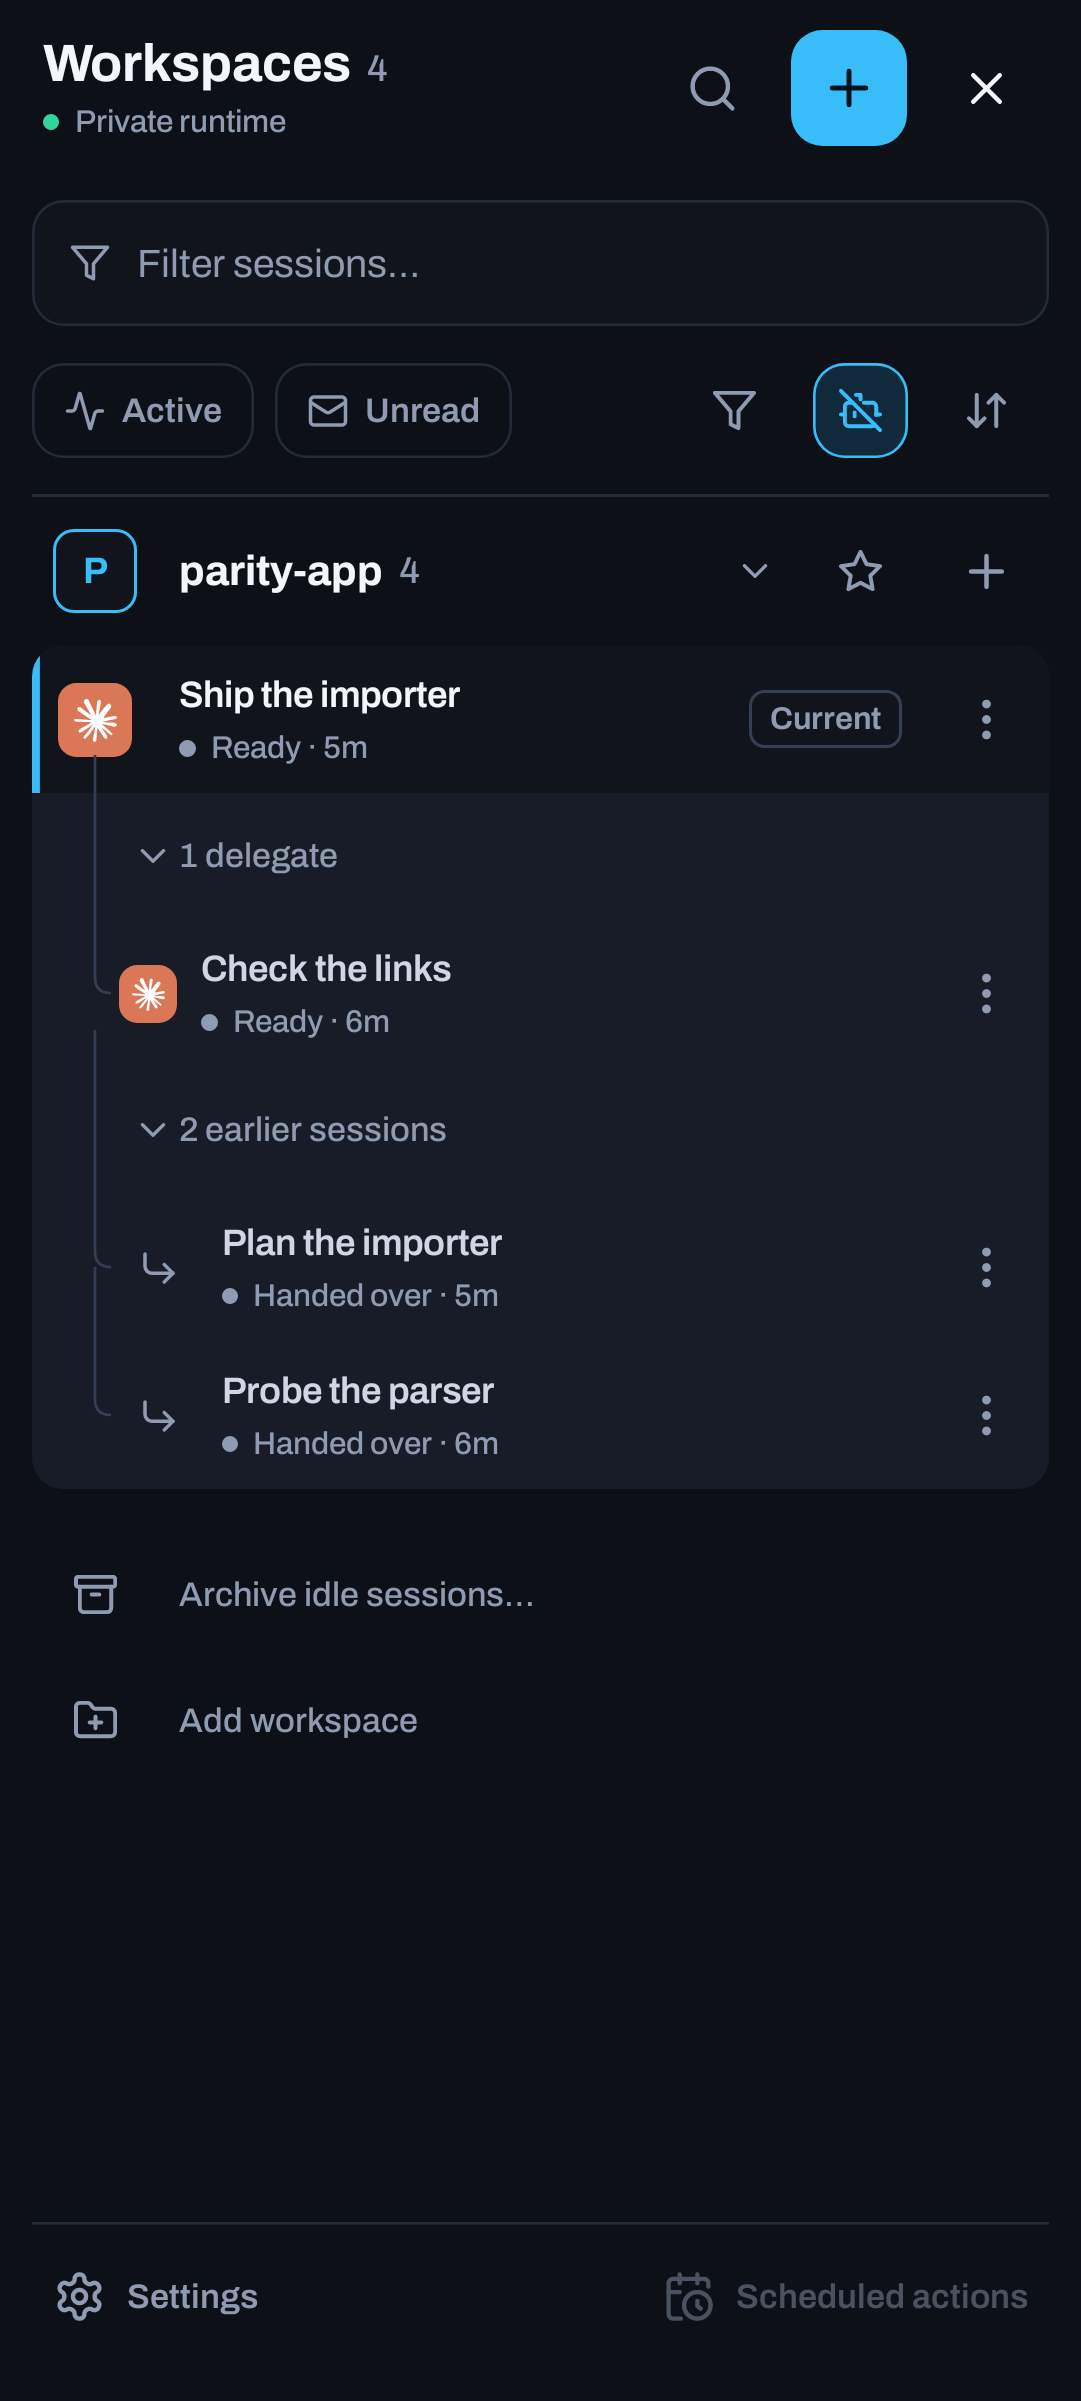 Workspaces 4
Private runtime
Filter sessions...
Active
Unread
P
parity-app 4
Ship the importer
Ready · 5m
Current
1 delegate
Check the links
Ready · 6m
2 earlier sessions
Plan the importer
Handed over · 5m
Probe the parser
Handed over · 6m
Archive idle sessions...
Add workspace
Settings
Scheduled actions